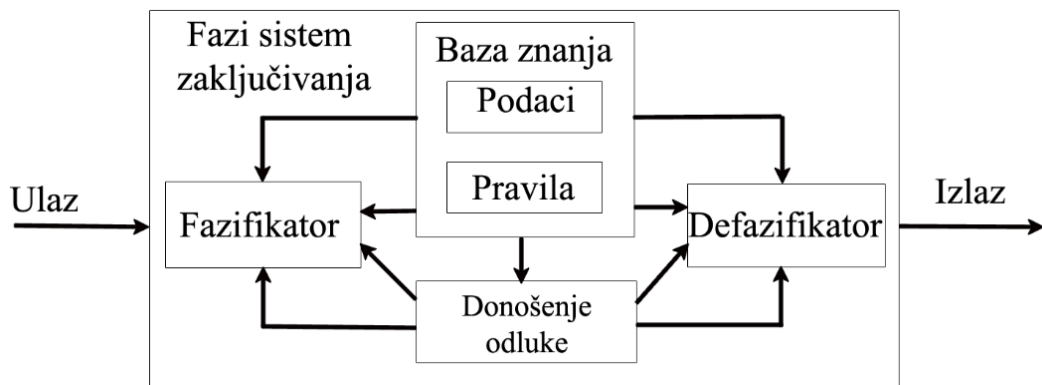 Fazi sistem
zaključivanja
Baza znanja
Podaci
Pravila
Ulaz
Fazifikator
Defazifikator
Izlaz
Donošenje
odluke